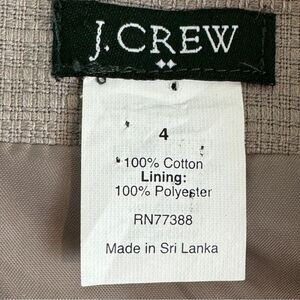 J.CREW
4
100% Cotton
Lining:
100% Polyester
RN77388
Made in Sri Lanka